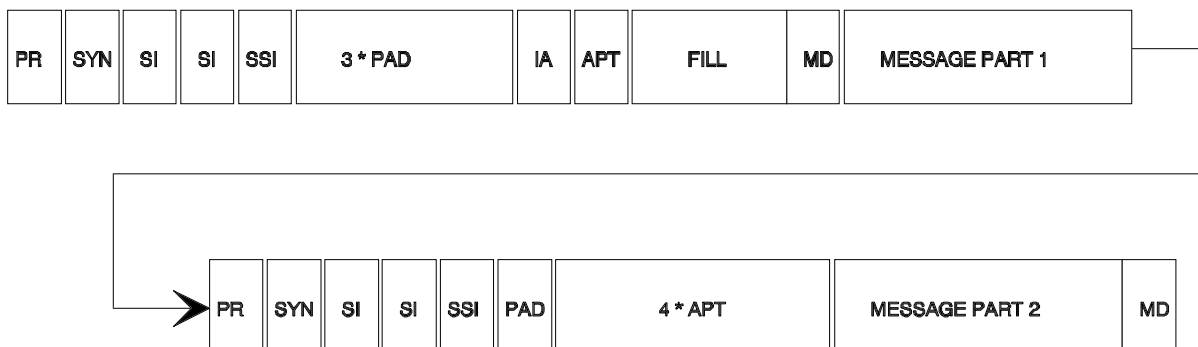 PR SYN SI SI SSI 3 * PAD IA APT FILL MD MESSAGE PART 1
PR SYN SI SI SSI PAD 4 * APT MESSAGE PART 2 MD